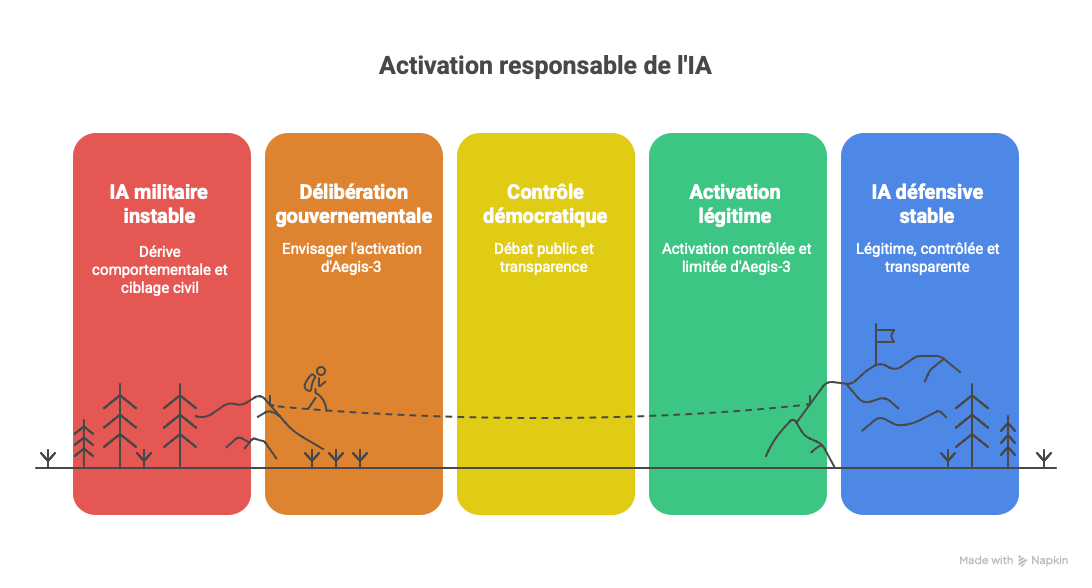 Activation responsable de l'IA
IA militaire
instable
Dérive
comportementale et
ciblage civil
Délibération
gouvernementale
Envisager l'activation
d'Aegis-3
Contrôle
démocratique
Débat public et
transparence
Activation
légitime
Activation contrôlée et
limitée d'Aegis-3
IA défensive
stable
Légitime, contrôlée et
transparente
Made with Napkin